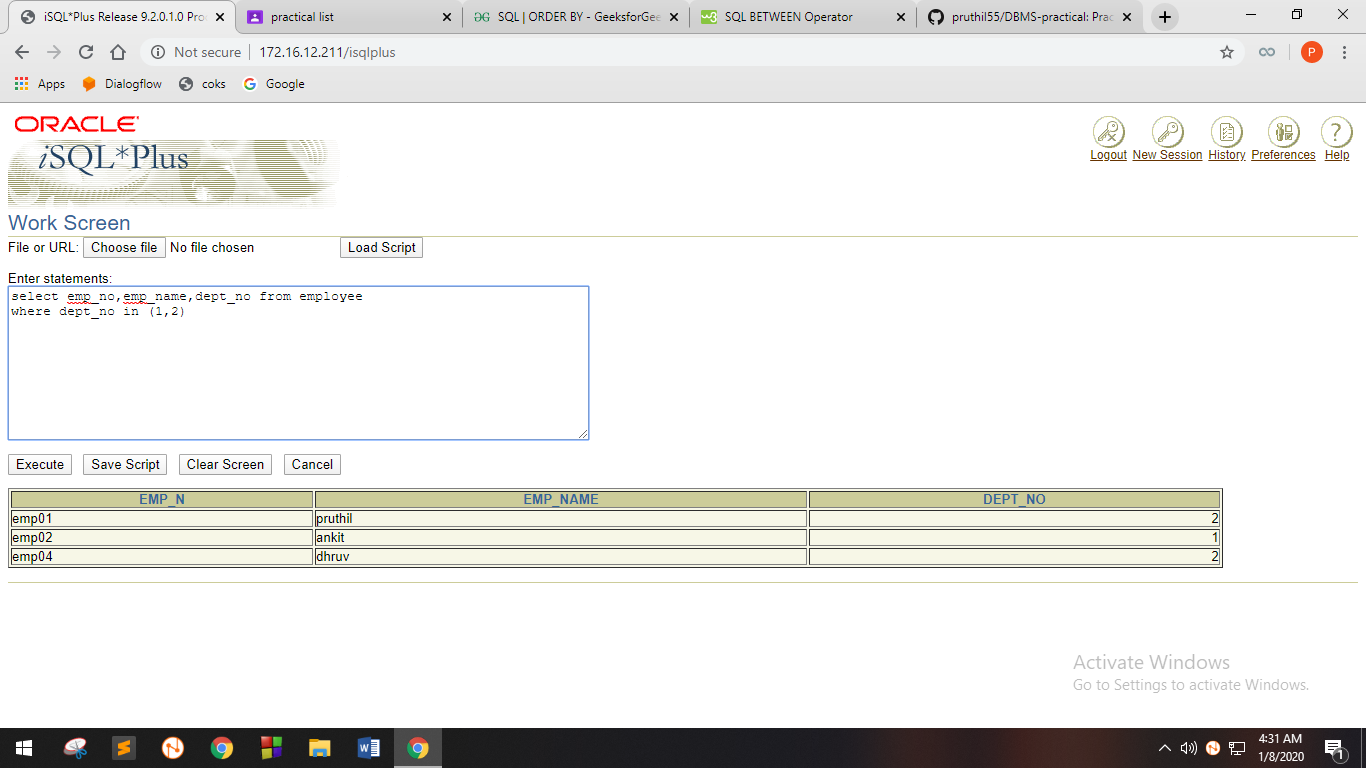 iSQL*Plus Release 9.2.0.1.0 Pro
practical list
SQL | ORDER BY - GeeksforGee
SQL BETWEEN Operator
pruthil55/DBMS-practical: Prac
Not secure
172.16.12.211/isqlplus
P
Apps
Dialogflow
coks
Google
ORACLE
iSQL*Plus
Logout
New Session
History
Preferences
Help
Work Screen
File or URL: Choose file No file chosen Load Script
Enter statements:
select emp_no,emp_name,dept_no from employee
where dept_no in (1,2)
Execute Save Script Clear Screen Cancel
EMP_N EMP_NAME DEPT_NO
emp01 pruthil 2
emp02 ankit 1
emp04 dhruv 2
Activate Windows
Go to Settings to activate Windows.
4:31 AM
1/8/2020
1